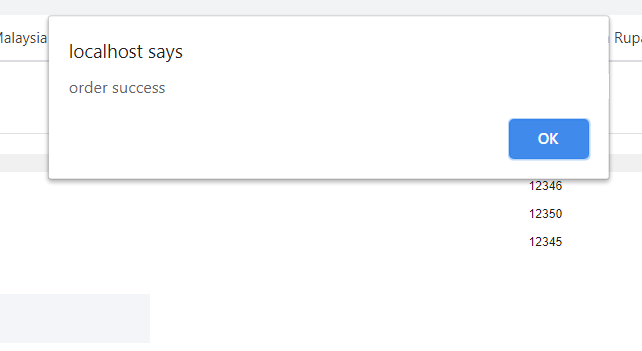 Malaysia
Rupa
localhost says
order success
OK
12346
12350
12345